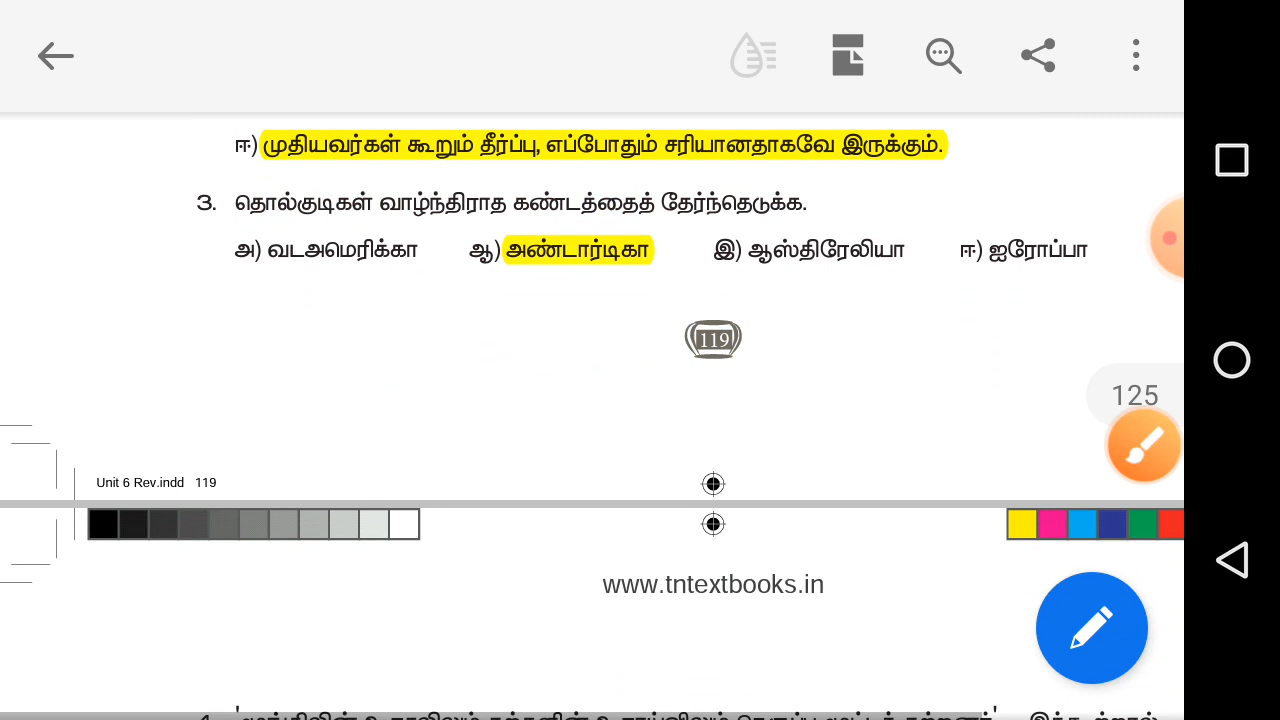 ஈ) முதியவர்கள் கூறும் தீர்ப்பு, எப்போதும் சரியானதாகவே இருக்கும்.
3. தொல்குடிகள் வாழ்ந்திராத கண்டத்தைத் தேர்ந்தெடுக்க.
அ) வடஅமெரிக்கா ஆ) அண்டார்டிகா இ) ஆஸ்திரேலியா ஈ) ஐரோப்பா
119
125
Unit 6 Rev.indd 119
www.tntextbooks.in